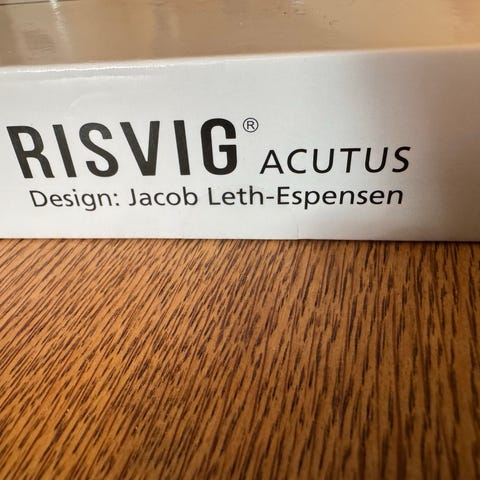 RISVIG® ACUTUS
Design: Jacob Leth-Espensen